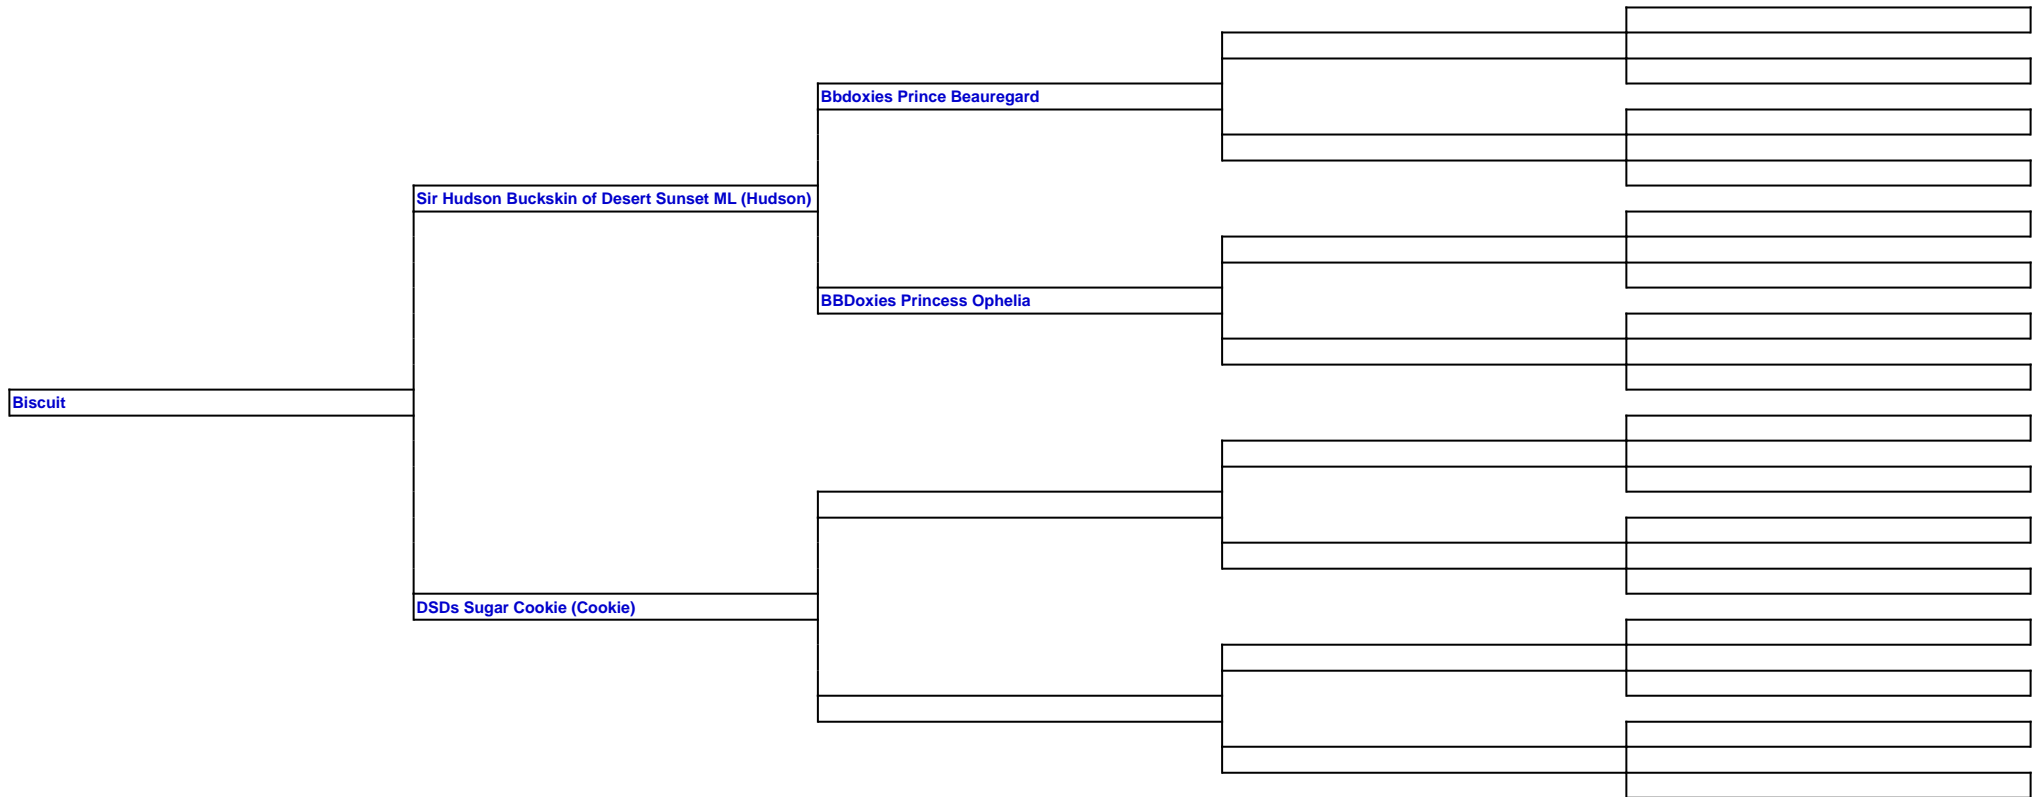 Bbdoxies Prince Beauregard
Sir Hudson Buckskin of Desert Sunset ML (Hudson)
BBDoxies Princess Ophelia
Biscuit
DSDs Sugar Cookie (Cookie)